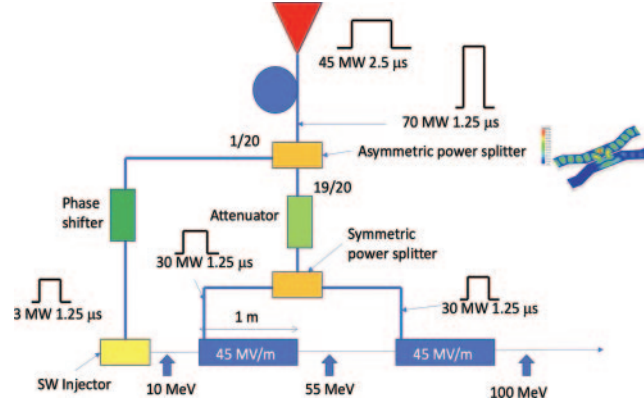 45 MW 2.5 µs
70 MW 1.25 µs
1/20
Asymmetric power splitter
19/20
Phase
shifter
Attenuator
Symmetric
power splitter
30 MW 1.25 µs
3 MW 1.25 µs
30 MW 1.25 µs
1 m
45 MV/m
45 MV/m
SW Injector
10 MeV
55 MeV
100 MeV